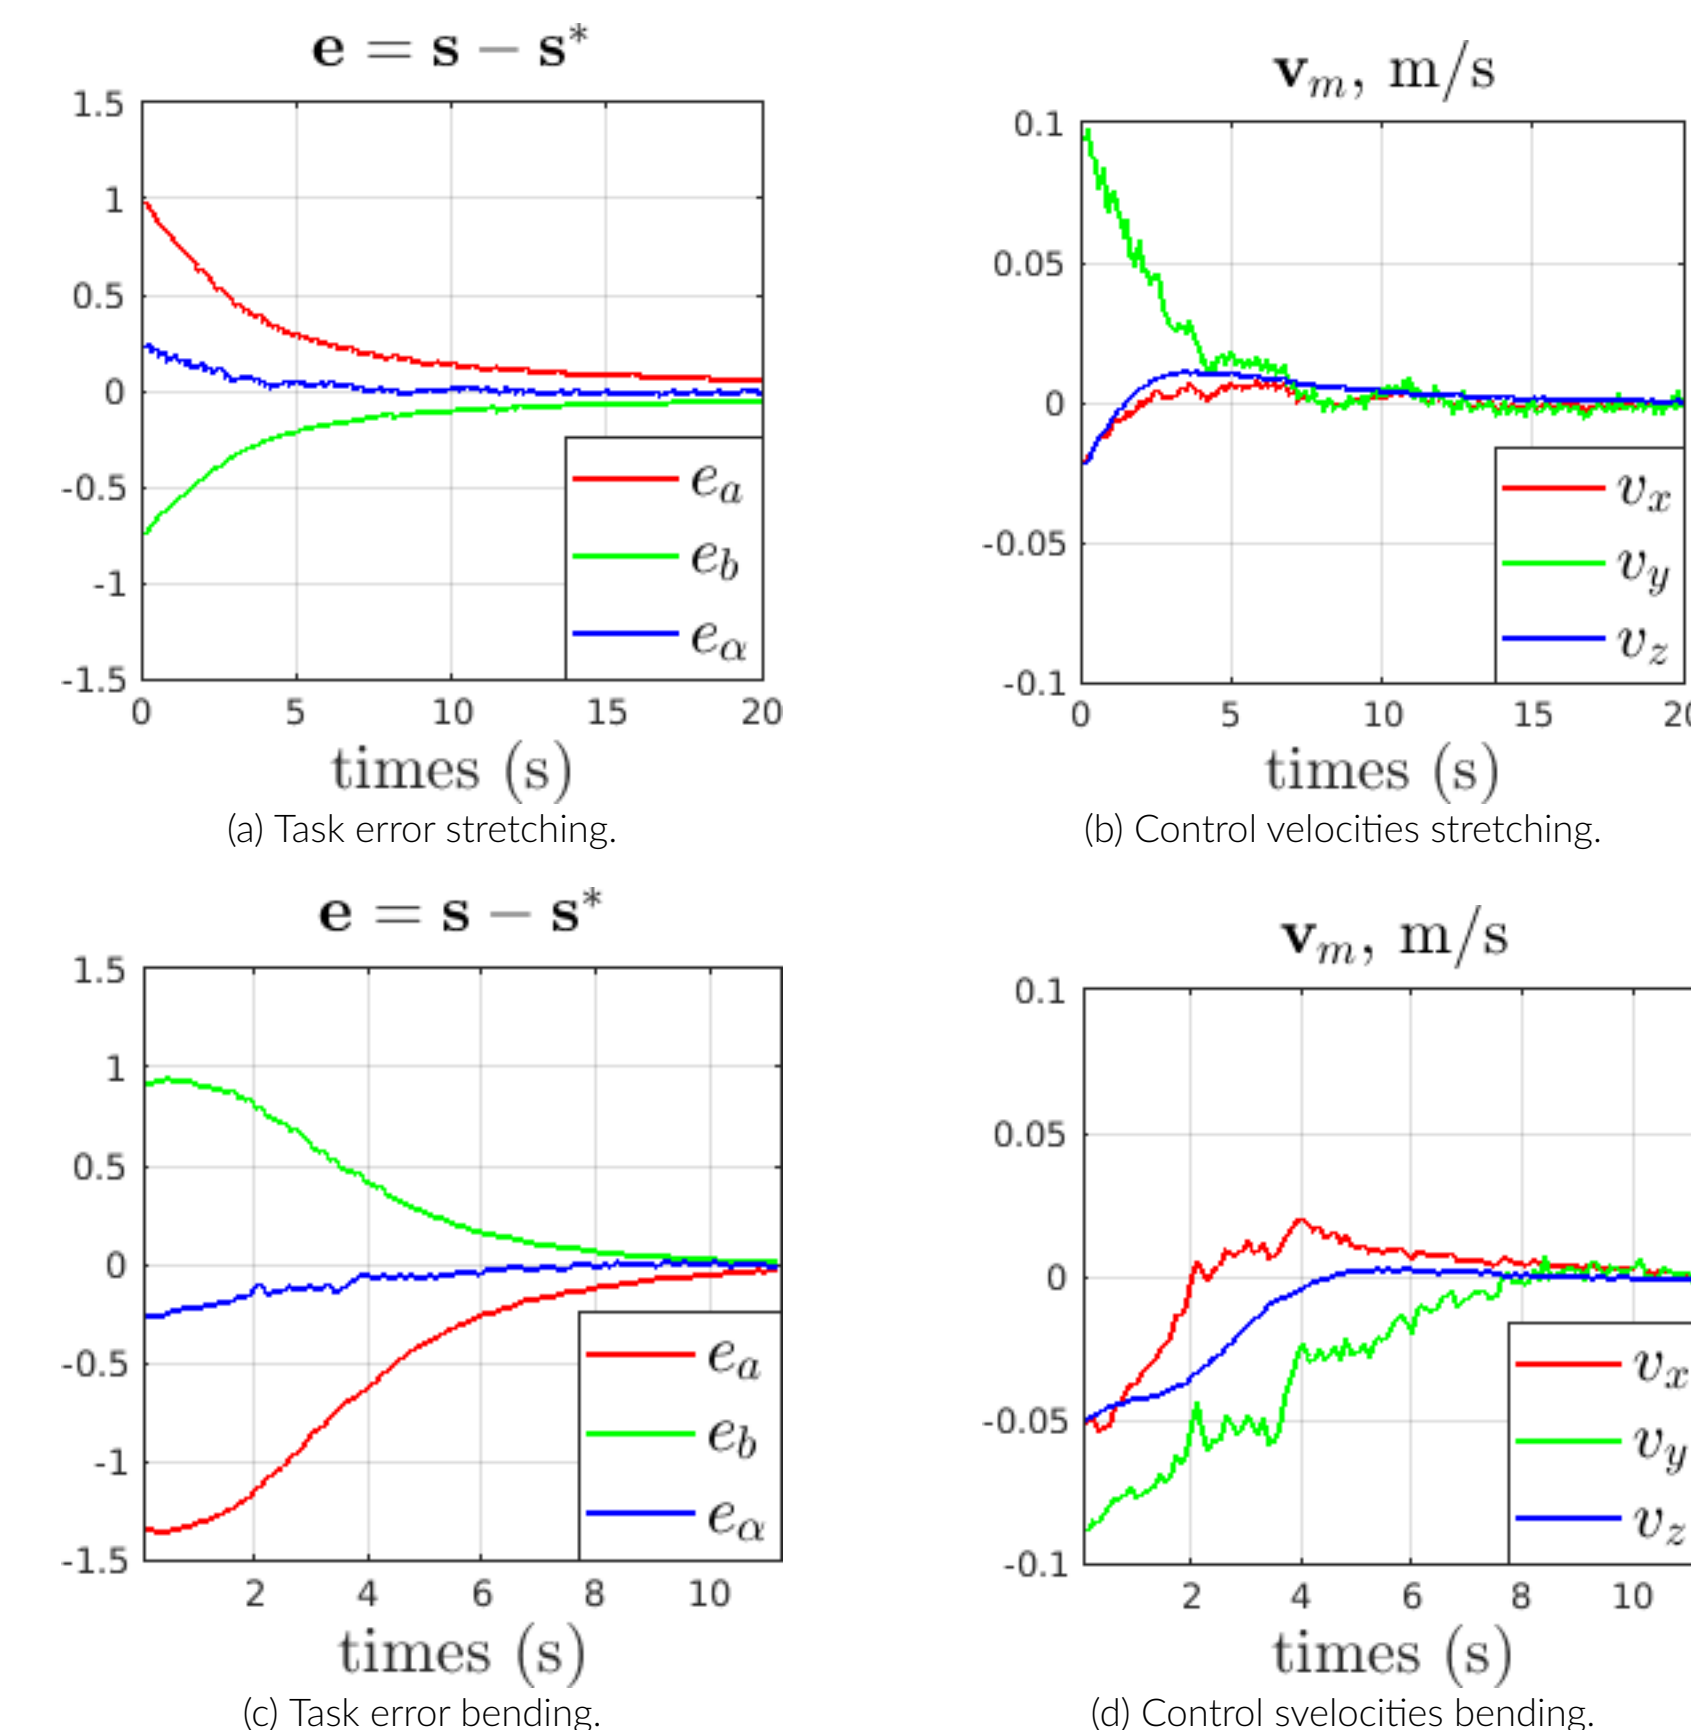 e = s − s*
1.5
1
0.5
0
-0.5
-1
-1.5
0 5 10 15 20
e_a
e_b
e_α
times (s)
(a) Task error stretching.
v_m, m/s
0.1
0.05
0
-0.05
-0.1
0 5 10 15 20
v_x
v_y
v_z
times (s)
(b) Control velocities stretching.
e = s − s*
1.5
1
0.5
0
-0.5
-1
-1.5
2 4 6 8 10
e_a
e_b
e_α
times (s)
(c) Task error bending.
v_m, m/s
0.1
0.05
0
-0.05
-0.1
2 4 6 8 10
v_x
v_y
v_z
times (s)
(d) Control svelocities bending.